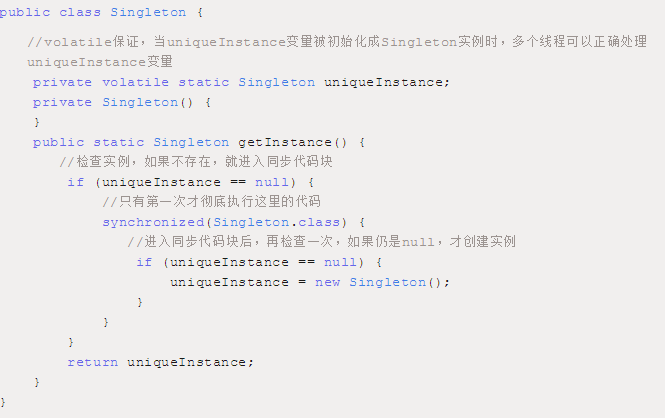 public class Singleton {
//volatile保证，当uniqueInstance变量被初始化成Singleton实例时，多个线程可以正确处理
uniqueInstance变量
private volatile static Singleton uniqueInstance;
private Singleton() {
}
public static Singleton getInstance() {
//检查实例，如果不存在，就进入同步代码块
if (uniqueInstance == null) {
//只有第一次才彻底执行这里的代码
synchronized(Singleton.class) {
//进入同步代码块后，再检查一次，如果仍是null，才创建实例
if (uniqueInstance == null) {
uniqueInstance = new Singleton();
}
}
}
return uniqueInstance;
}
}